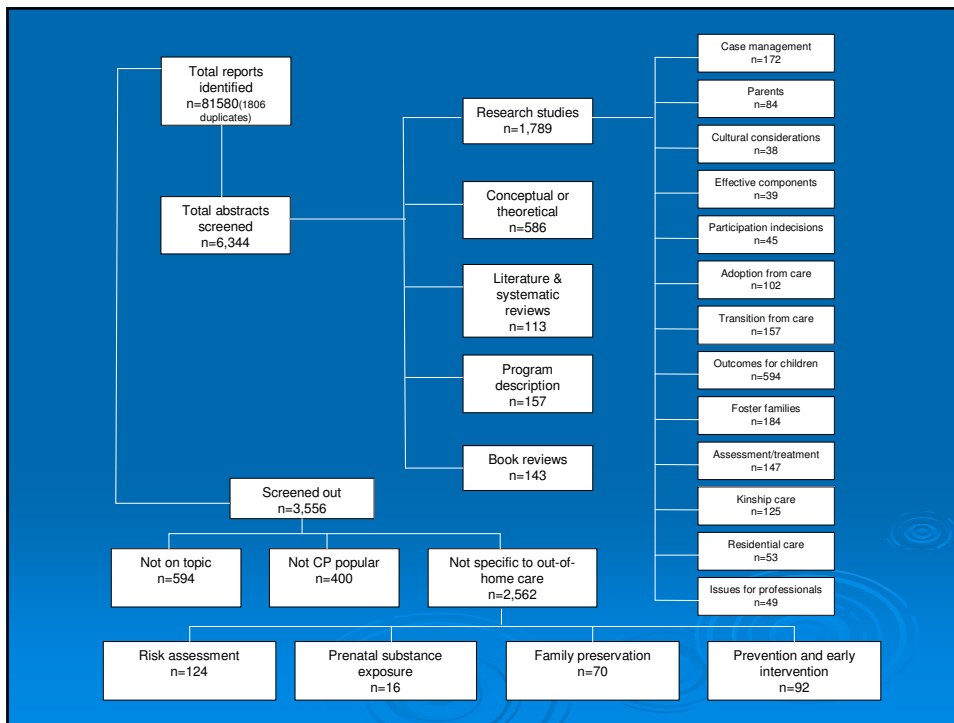 Total reports
identified
n=81580(1806
duplicates)
Total abstracts
screened
n=6,344
Research studies
n=1,789
Conceptual or
theoretical
n=586
Literature &
systematic
reviews
n=113
Program
description
n=157
Book reviews
n=143
Case management
n=172
Parents
n=84
Cultural considerations
n=38
Effective components
n=39
Participation indecisions
n=45
Adoption from care
n=102
Transition from care
n=157
Outcomes for children
n=594
Foster families
n=184
Assessment/treatment
n=147
Kinship care
n=125
Residential care
n=53
Issues for professionals
n=49
Screened out
n=3,556
Not on topic
n=594
Not CP popular
n=400
Not specific to out-of-
home care
n=2,562
Risk assessment
n=124
Prenatal substance
exposure
n=16
Family preservation
n=70
Prevention and early
intervention
n=92